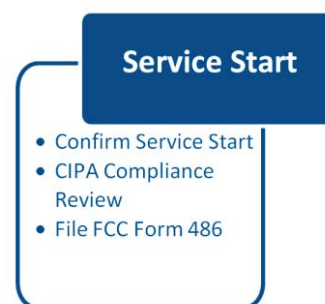 Service Start
• Confirm Service Start
• CIPA Compliance
Review
• File FCC Form 486